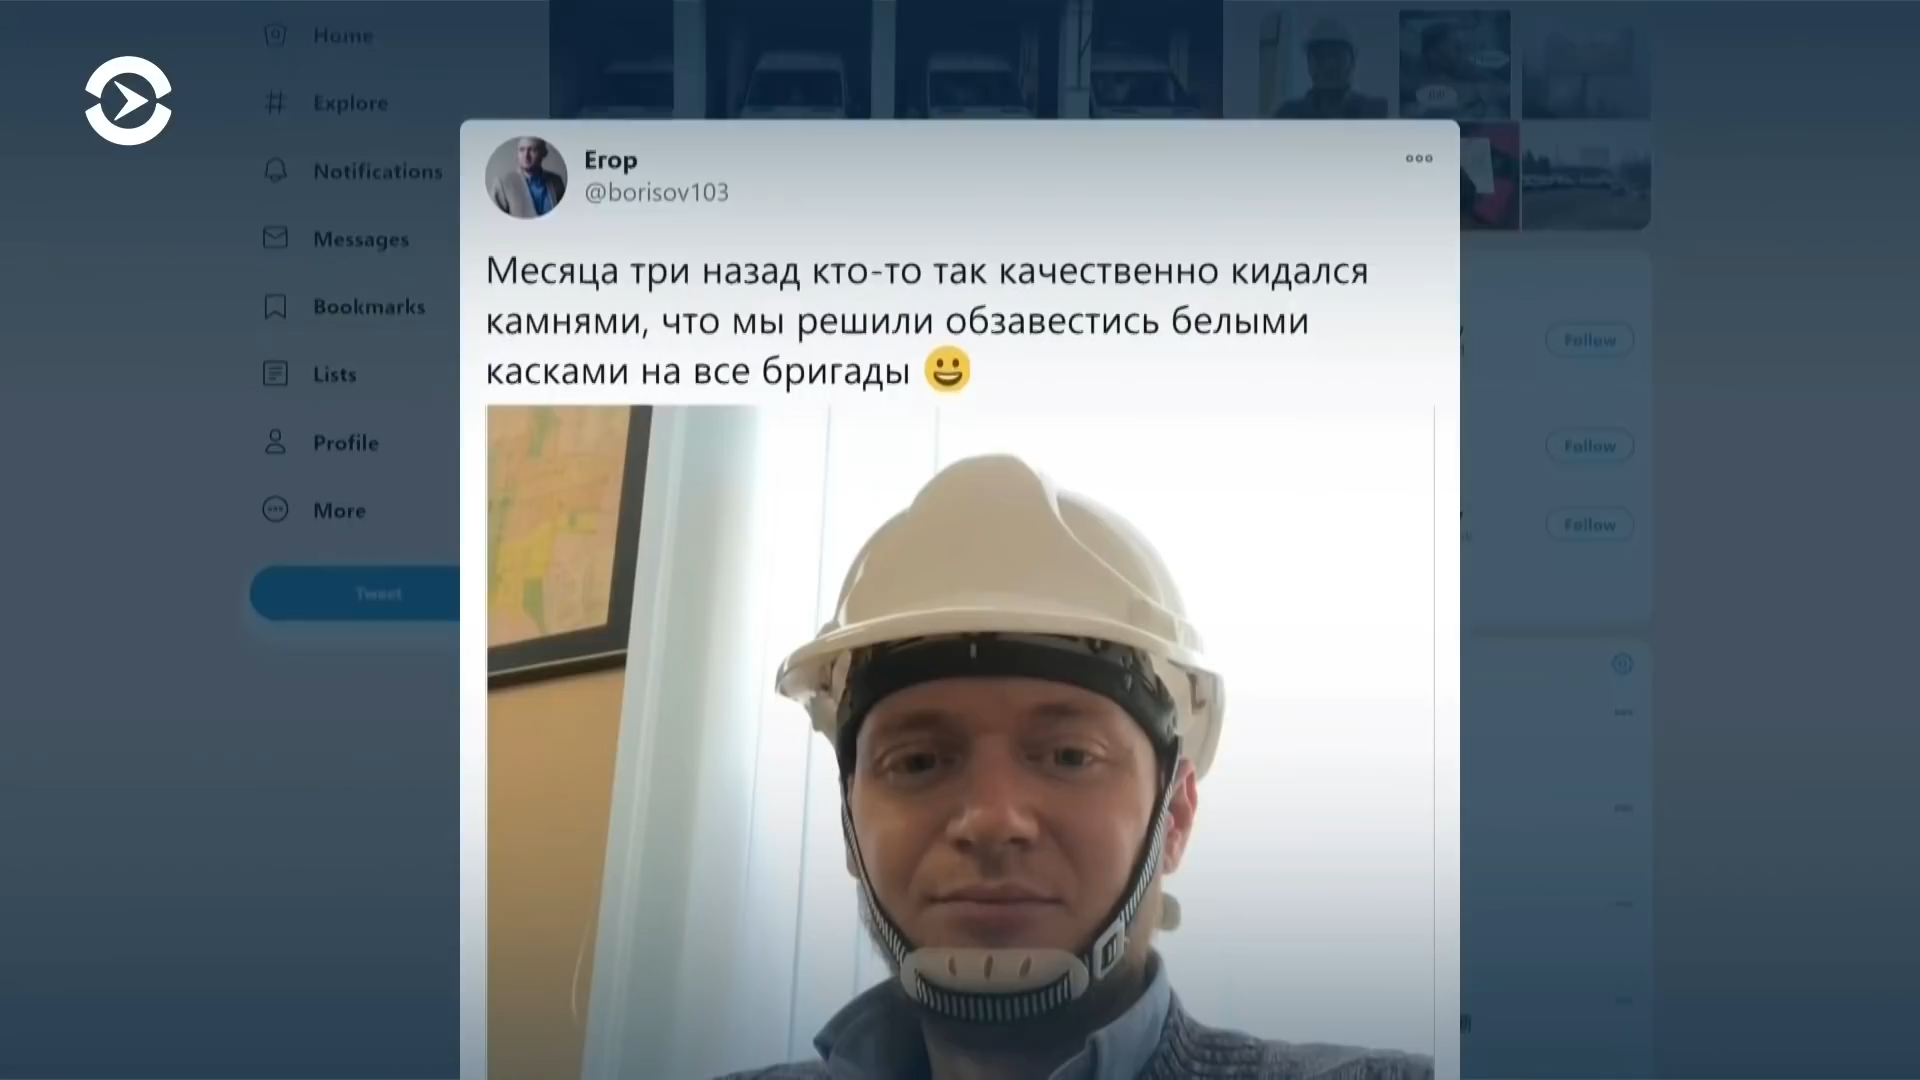 Home
Explore
Notifications
Messages
Bookmarks
Lists
Profile
More
Tweet
Егор
@borisov103
Месяца три назад кто-то так качественно кидался
камнями, что мы решили обзавестись белыми
касками на все бригады 😀
Follow
Follow
Follow